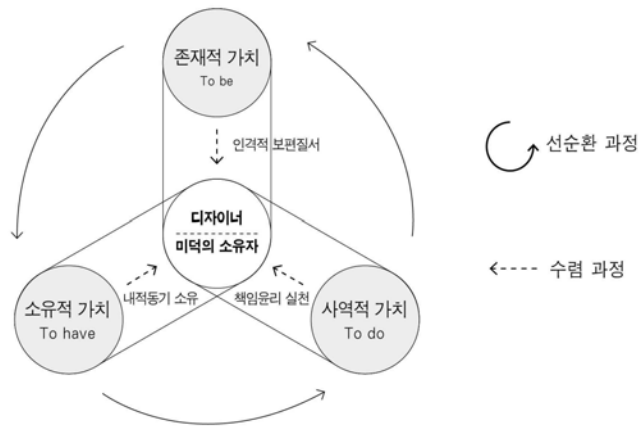 존재적 가치
To be
인격적 보편질서
선순환 과정
디자이너
미덕의 소유자
수렴 과정
소유적 가치
To have
내적동기 소유
책임윤리 실천
사역적 가치
To do